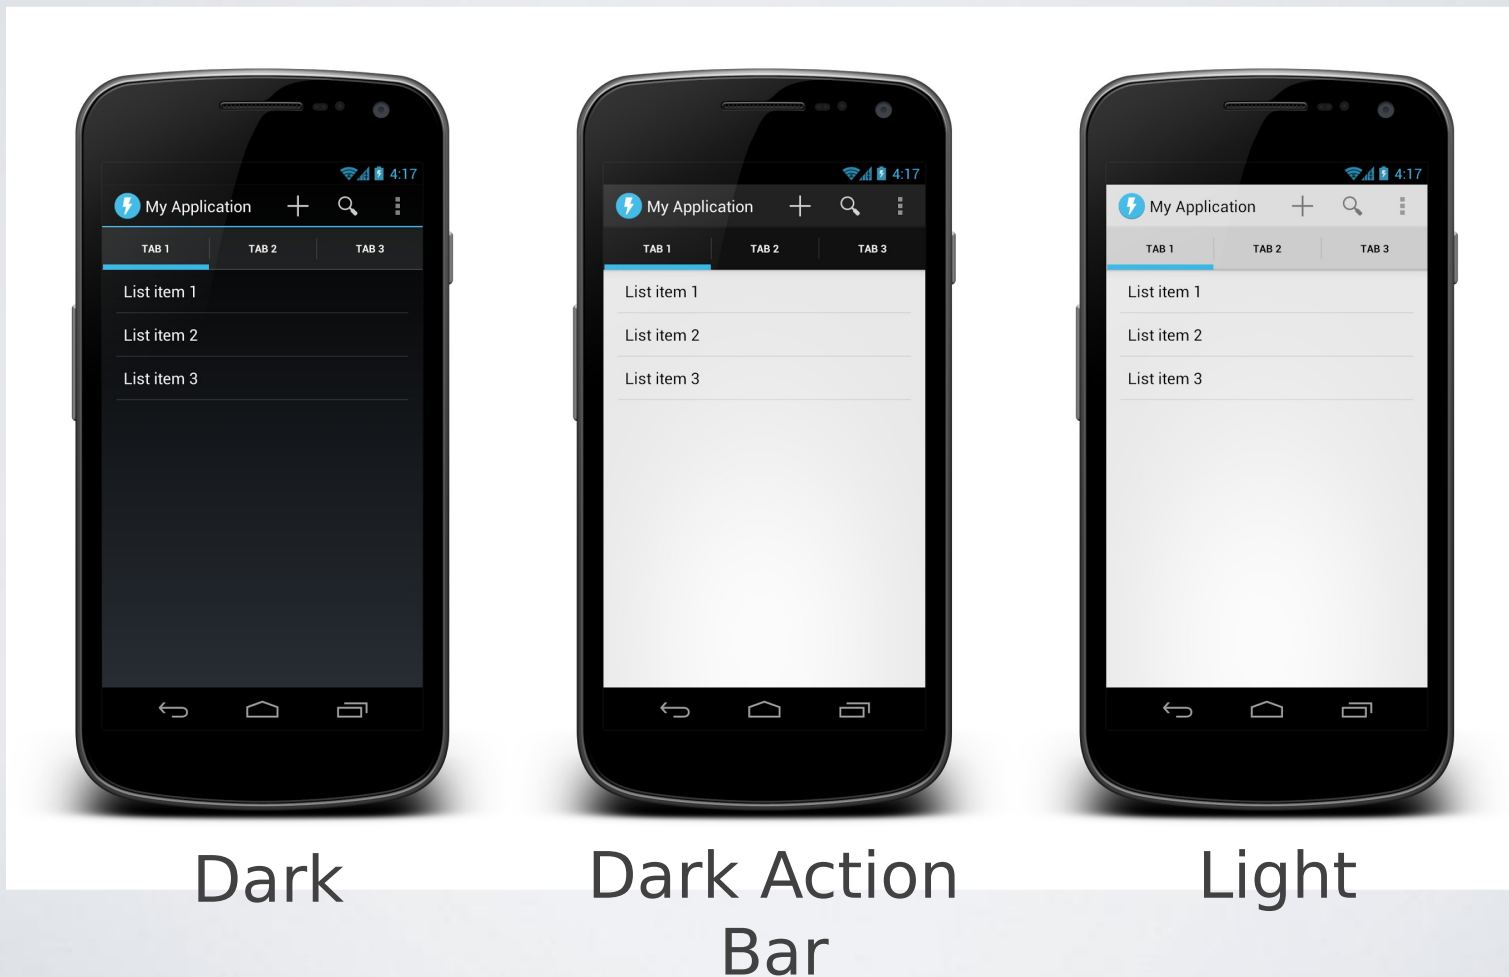 4:17
My Application
TAB 1 TAB 2 TAB 3
List item 1
List item 2
List item 3
Dark
4:17
My Application
TAB 1 TAB 2 TAB 3
List item 1
List item 2
List item 3
Dark Action
Bar
4:17
My Application
TAB 1 TAB 2 TAB 3
List item 1
List item 2
List item 3
Light